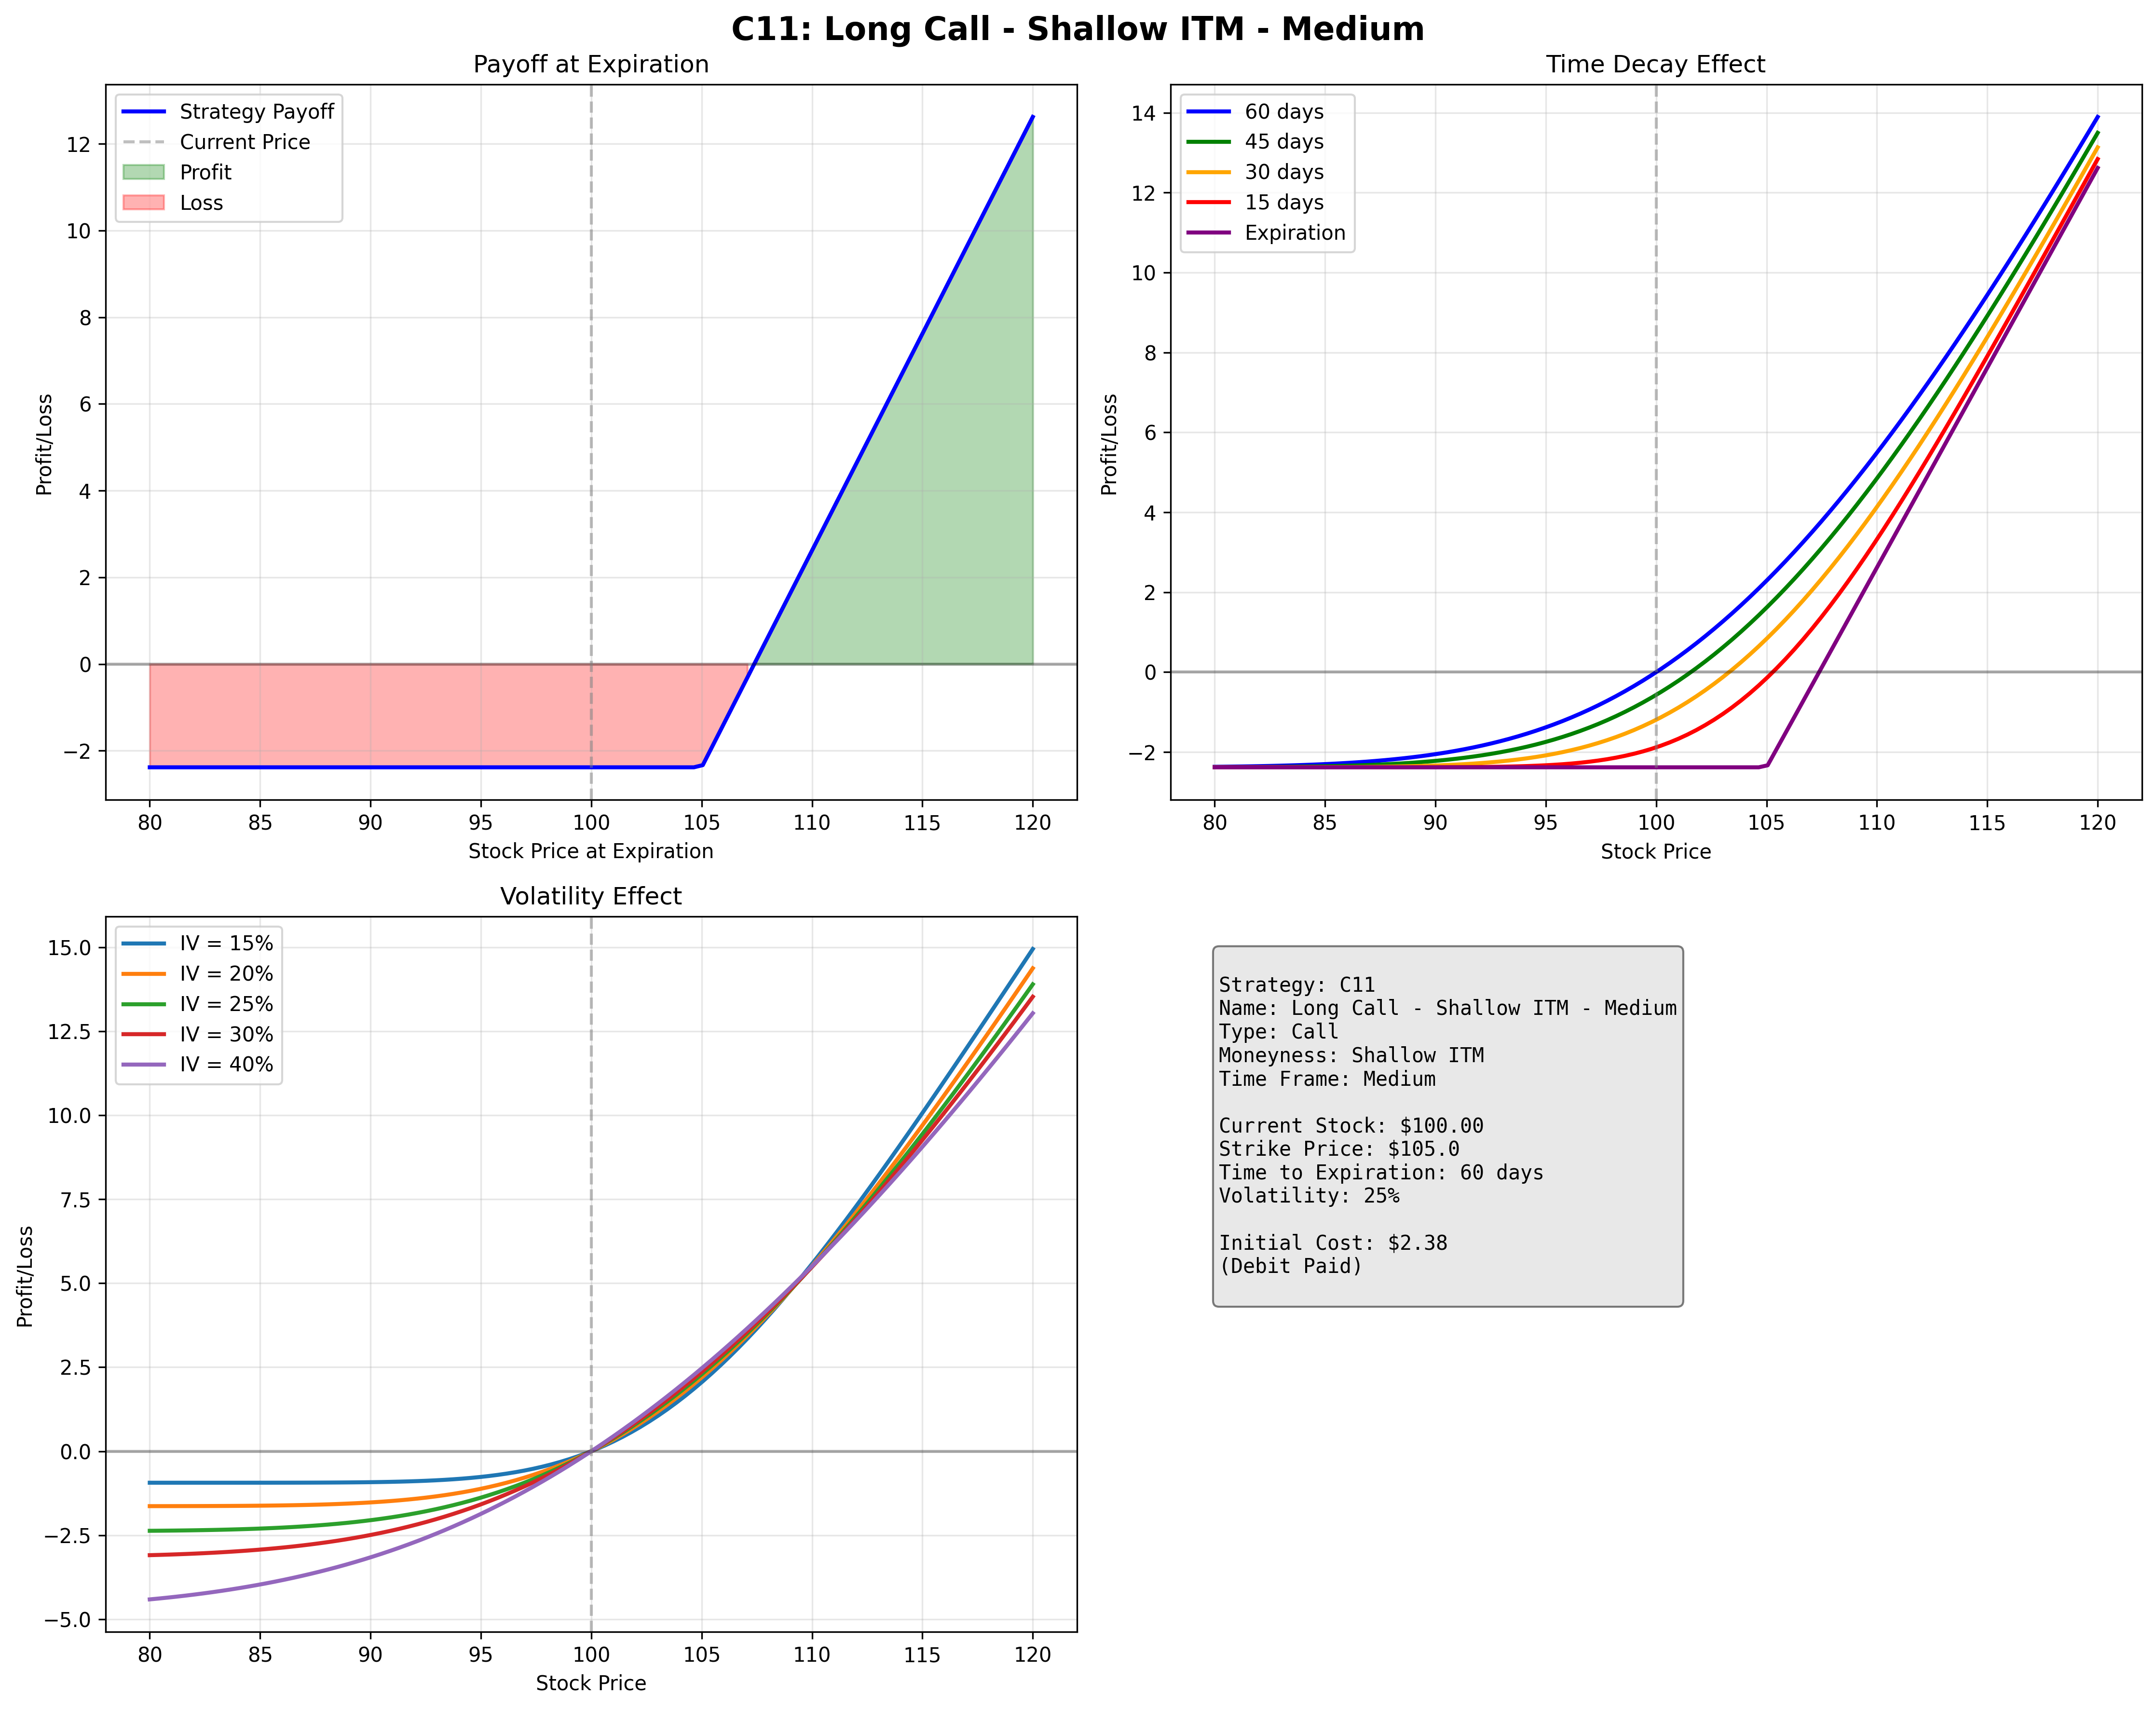 C11: Long Call - Shallow ITM - Medium
Payoff at Expiration
Strategy Payoff
Current Price
Profit
Loss
12
10
8
6
4
2
0
−2
Profit/Loss
80 85 90 95 100 105 110 115 120
Stock Price at Expiration
Time Decay Effect
60 days
45 days
30 days
15 days
Expiration
14
12
10
8
6
4
2
0
−2
Profit/Loss
80 85 90 95 100 105 110 115 120
Stock Price
Volatility Effect
IV = 15%
IV = 20%
IV = 25%
IV = 30%
IV = 40%
15.0
12.5
10.0
7.5
5.0
2.5
0.0
−2.5
−5.0
Profit/Loss
80 85 90 95 100 105 110 115 120
Stock Price
Strategy: C11
Name: Long Call - Shallow ITM - Medium
Type: Call
Moneyness: Shallow ITM
Time Frame: Medium
Current Stock: $100.00
Strike Price: $105.0
Time to Expiration: 60 days
Volatility: 25%
Initial Cost: $2.38
(Debit Paid)